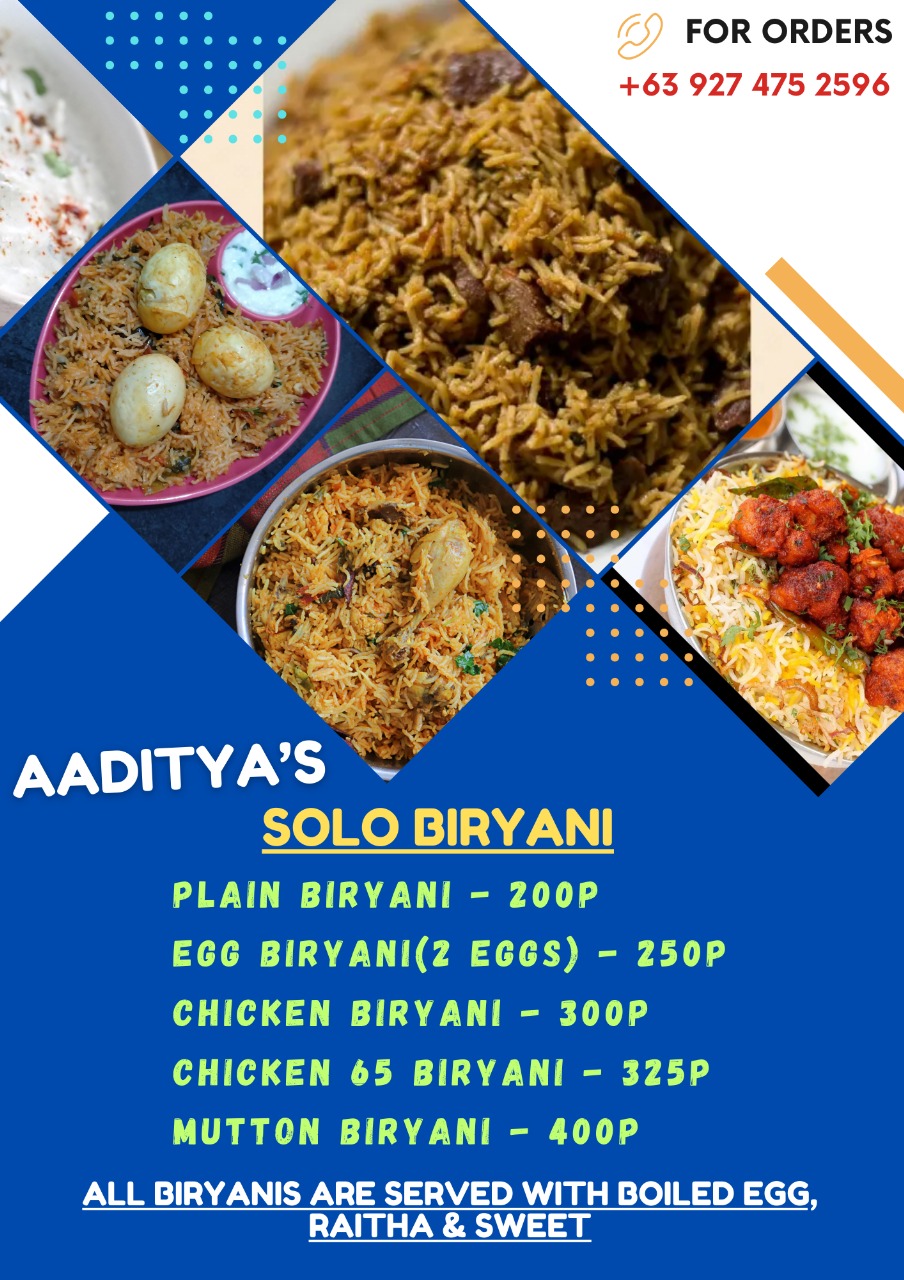 FOR ORDERS
+63 927 475 2596
AADITYA'S
SOLO BIRYANI
PLAIN BIRYANI – 200P
EGG BIRYANI(2 EGGS) – 250P
CHICKEN BIRYANI – 300P
CHICKEN 65 BIRYANI – 325P
MUTTON BIRYANI – 400P
ALL BIRYANIS ARE SERVED WITH BOILED EGG,
RAITHA & SWEET